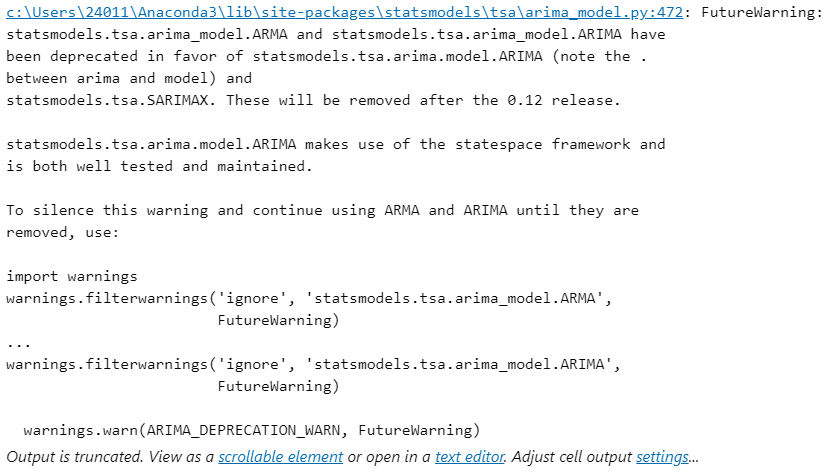 c:\Users\24011\Anaconda3\lib\site-packages\statsmodels\tsa\arima_model.py:472: FutureWarning:
statsmodels.tsa.arima_model.ARMA and statsmodels.tsa.arima_model.ARIMA have
been deprecated in favor of statsmodels.tsa.arima.model.ARIMA (note the .
between arima and model) and
statsmodels.tsa.SARIMAX. These will be removed after the 0.12 release.

statsmodels.tsa.arima.model.ARIMA makes use of the statespace framework and
is both well tested and maintained.

To silence this warning and continue using ARMA and ARIMA until they are
removed, use:

import warnings
warnings.filterwarnings('ignore', 'statsmodels.tsa.arima_model.ARMA',
                        FutureWarning)
...
warnings.filterwarnings('ignore', 'statsmodels.tsa.arima_model.ARIMA',
                        FutureWarning)

  warnings.warn(ARIMA_DEPRECATION_WARN, FutureWarning)
Output is truncated. View as a scrollable element or open in a text editor. Adjust cell output settings...